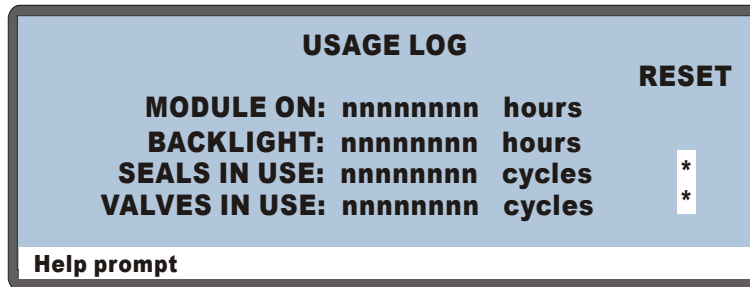 USAGE LOG
RESET
MODULE ON: nnnnnnnn hours
BACKLIGHT: nnnnnnnn hours
SEALS IN USE: nnnnnnnn cycles *
VALVES IN USE: nnnnnnnn cycles *
Help prompt